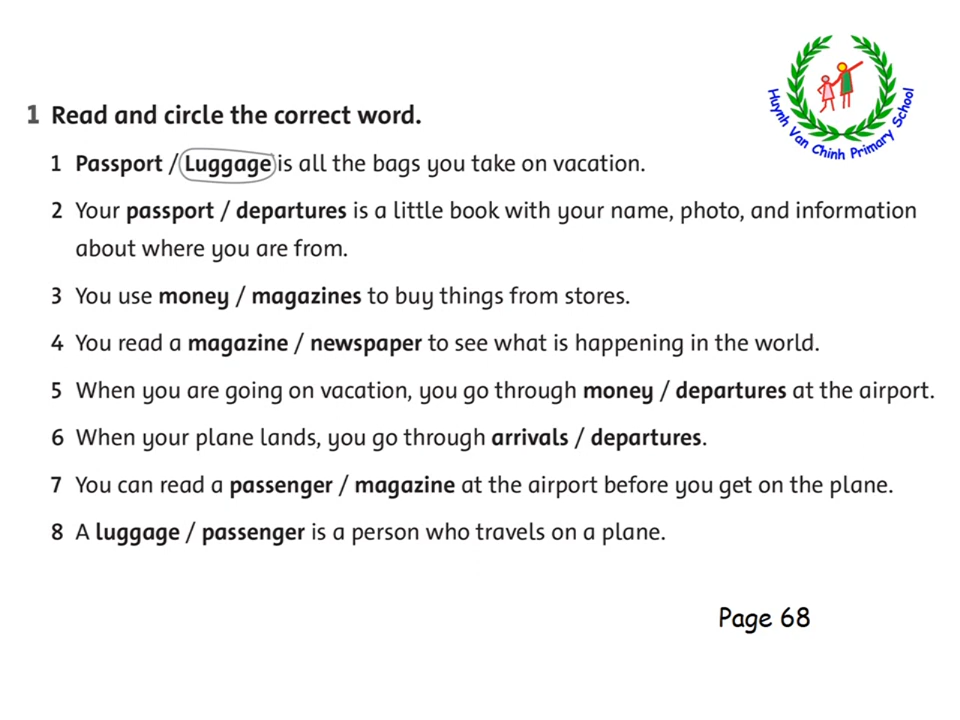 Huynh Van Chinh Primary School
1 Read and circle the correct word.
1 Passport / Luggage is all the bags you take on vacation.
2 Your passport / departures is a little book with your name, photo, and information
about where you are from.
3 You use money / magazines to buy things from stores.
4 You read a magazine / newspaper to see what is happening in the world.
5 When you are going on vacation, you go through money / departures at the airport.
6 When your plane lands, you go through arrivals / departures.
7 You can read a passenger / magazine at the airport before you get on the plane.
8 A luggage / passenger is a person who travels on a plane.
Page 68